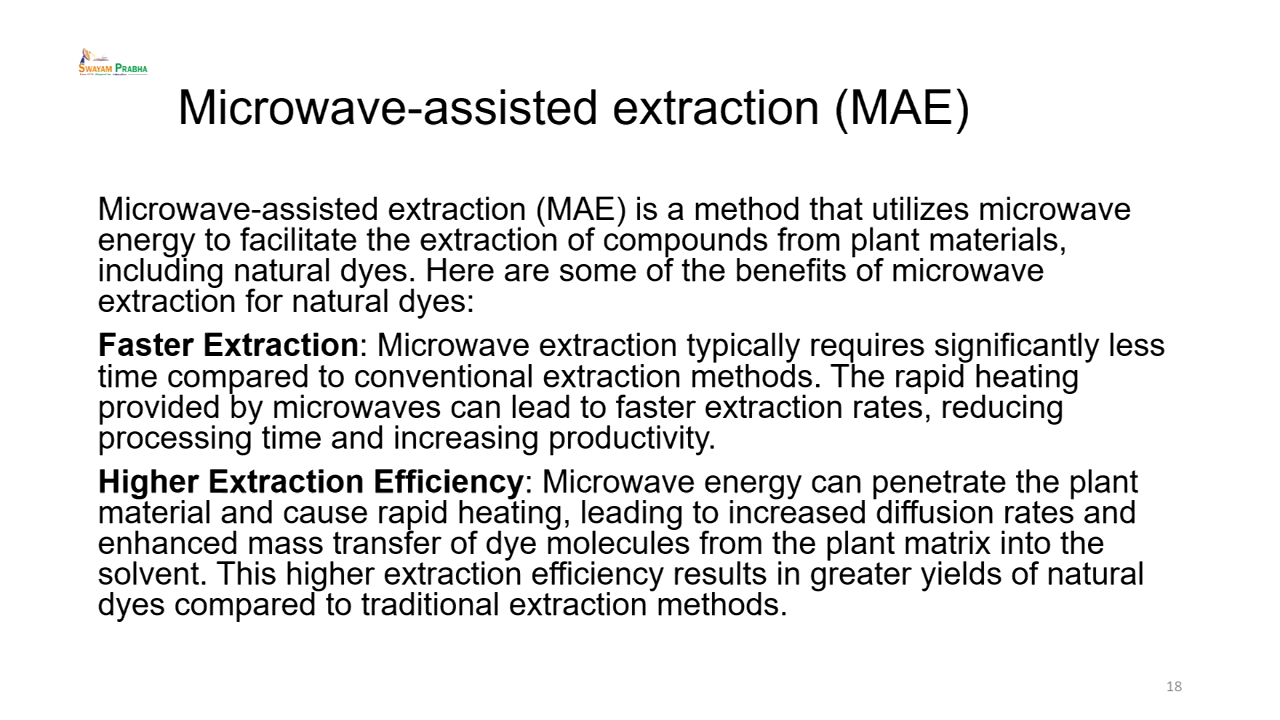 SWAYAM PRABHA
Microwave-assisted extraction (MAE)
Microwave-assisted extraction (MAE) is a method that utilizes microwave
energy to facilitate the extraction of compounds from plant materials,
including natural dyes. Here are some of the benefits of microwave
extraction for natural dyes:
Faster Extraction: Microwave extraction typically requires significantly less
time compared to conventional extraction methods. The rapid heating
provided by microwaves can lead to faster extraction rates, reducing
processing time and increasing productivity.
Higher Extraction Efficiency: Microwave energy can penetrate the plant
material and cause rapid heating, leading to increased diffusion rates and
enhanced mass transfer of dye molecules from the plant matrix into the
solvent. This higher extraction efficiency results in greater yields of natural
dyes compared to traditional extraction methods.
18